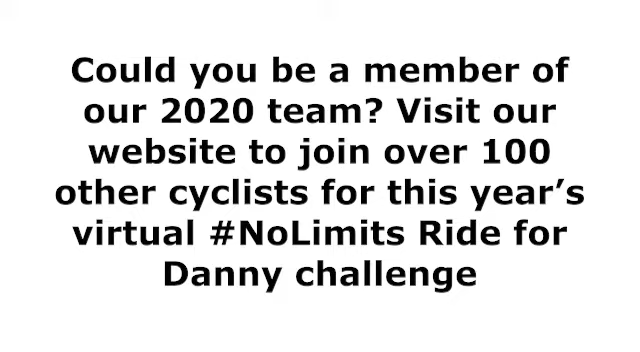 Could you be a member of
our 2020 team? Visit our
website to join over 100
other cyclists for this year’s
virtual #NoLimits Ride for
Danny challenge